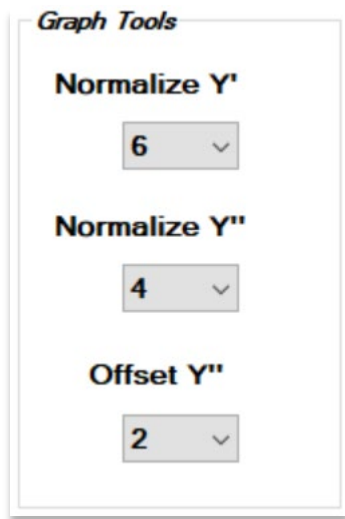 Graph Tools
Normalize Y'
6
Normalize Y"
4
Offset Y"
2